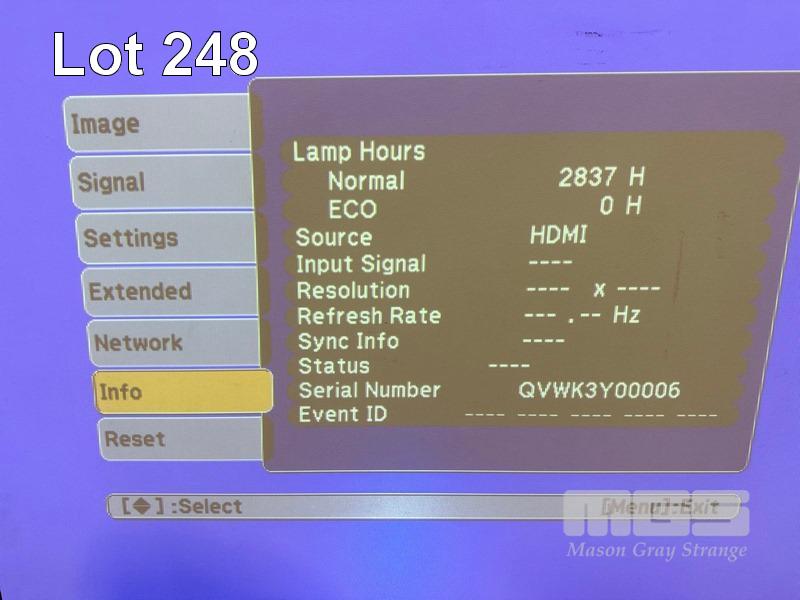 Lot 248
Image
Signal
Settings
Extended
Network
Info
Reset
Lamp Hours
Normal 2837 H
ECO 0 H
Source HDMI
Input Signal ----
Resolution ---- x ----
Refresh Rate --- .-- Hz
Sync Info ----
Status ----
Serial Number QVWK3Y00006
Event ID ---- ---- ---- ---- ----
[◆] :Select [Menu]:Exit
MGS
Mason Gray Strange